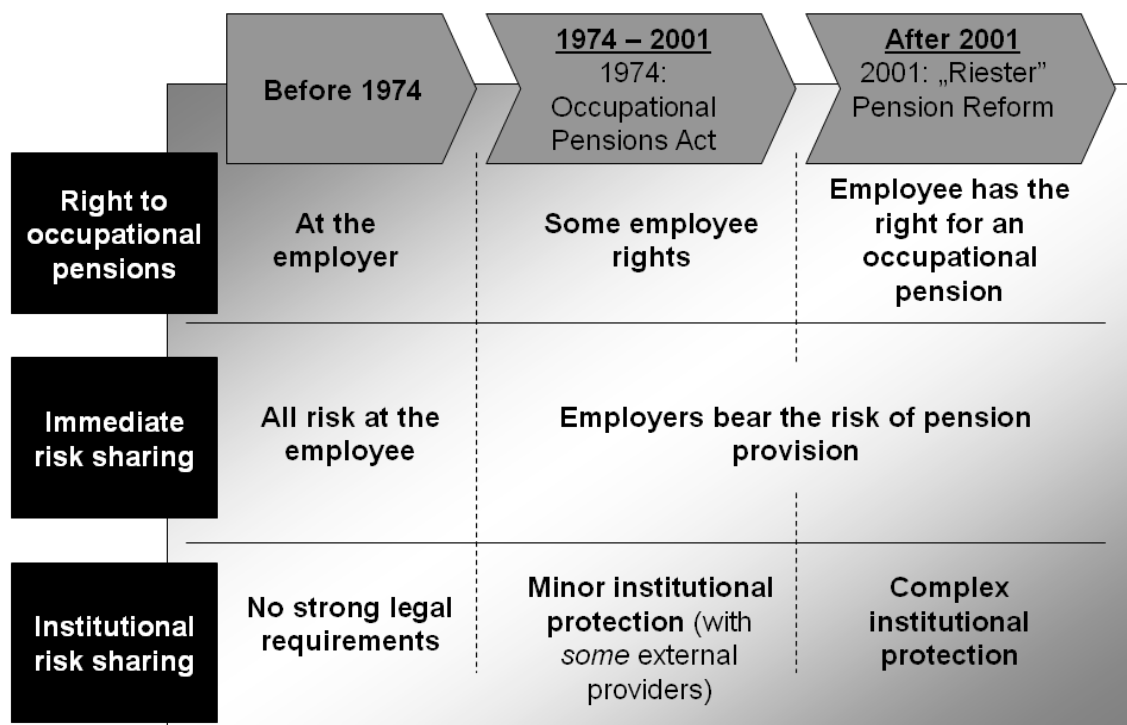 Before 1974
1974 – 2001
1974:
Occupational
Pensions Act
After 2001
2001: „Riester”
Pension Reform
Right to
occupational
pensions
At the
employer
Some employee
rights
Employee has the
right for an
occupational
pension
Immediate
risk sharing
All risk at the
employee
Employers bear the risk of pension
provision
Institutional
risk sharing
No strong legal
requirements
Minor institutional
protection (with
some external
providers)
Complex
institutional
protection